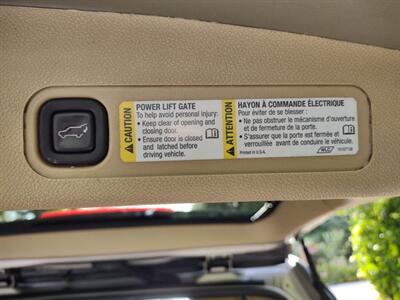 CAUTION
POWER LIFT GATE
To help avoid personal injury:
• Keep clear of opening and
closing door.
• Ensure door is closed
and latched before
driving vehicle.
ATTENTION
HAYON À COMMANDE ÉLECTRIQUE
Pour éviter de se blesser :
• Ne pas obstruer le mécanisme d'ouverture
et de fermeture de la porte.
• S'assurer que la porte est fermée et
verrouillée avant de conduire le véhicule.
Printed in U.S.A.